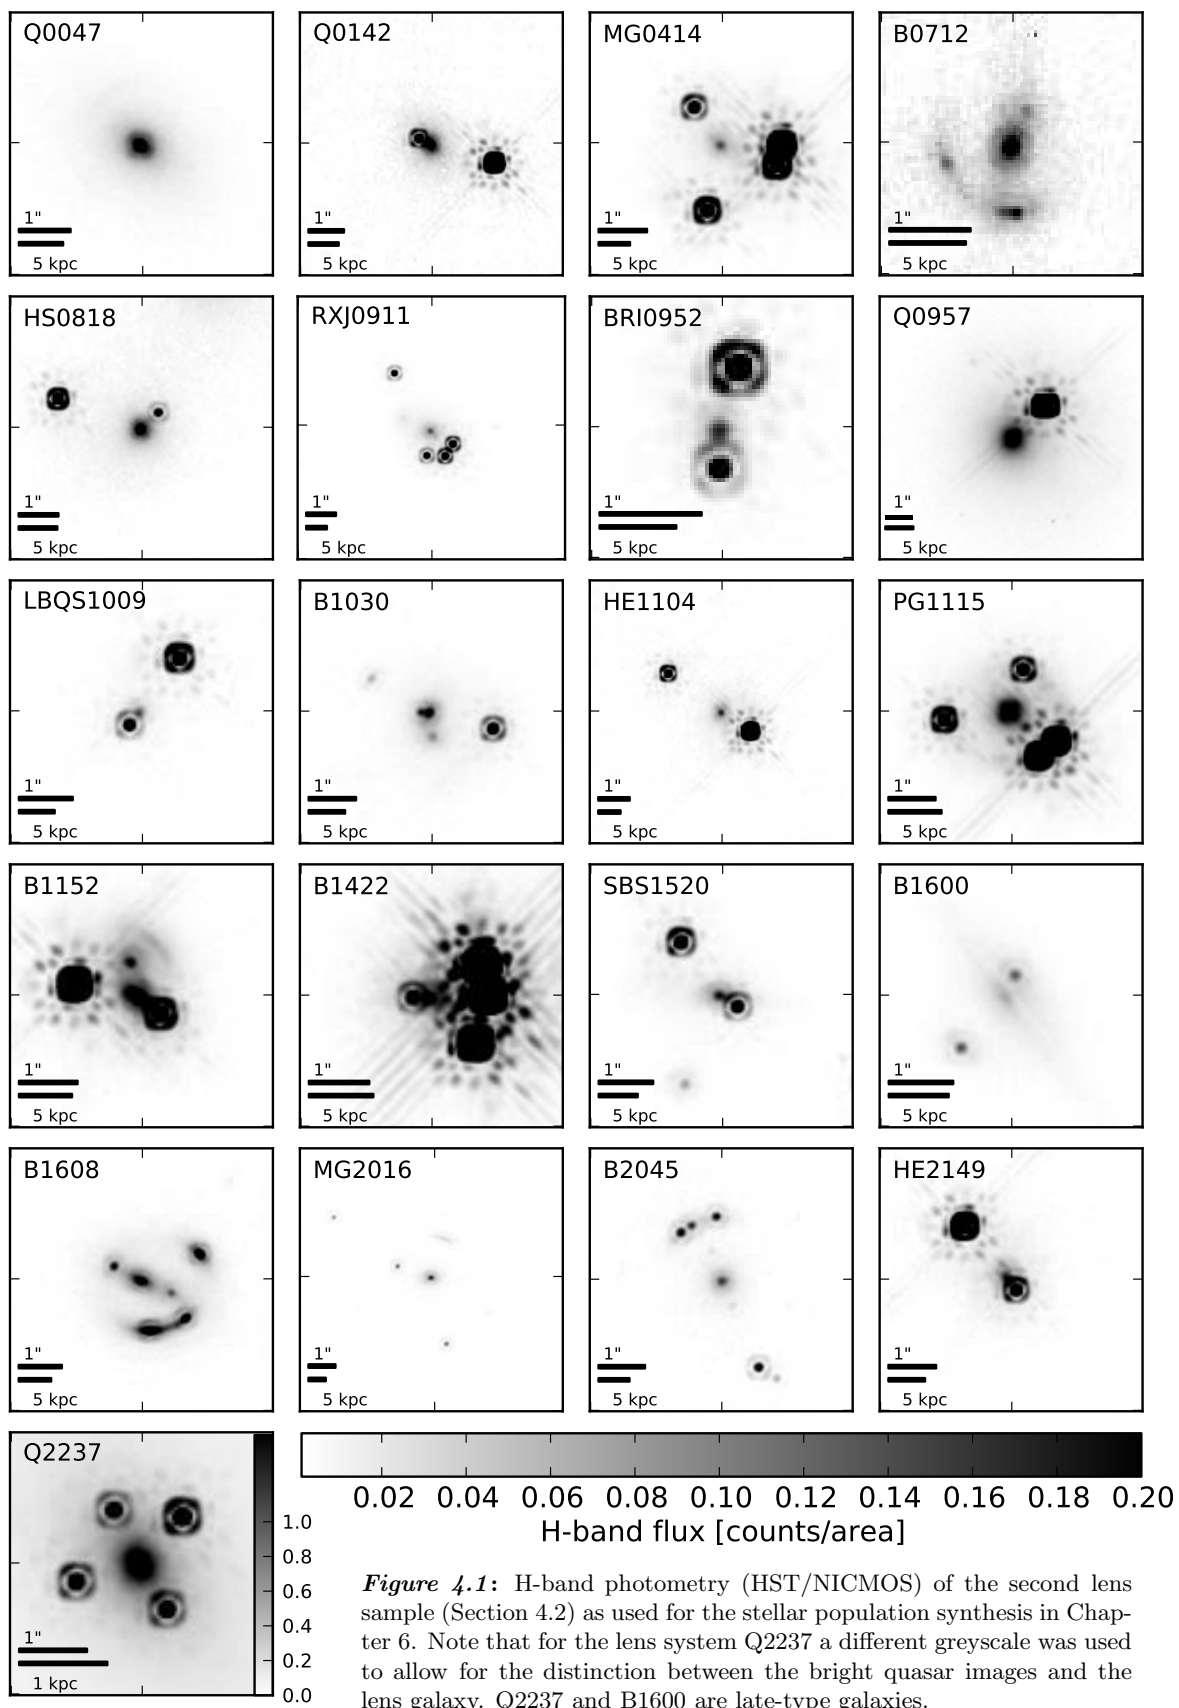 Q0047
1"
5 kpc
Q0142
1"
5 kpc
MG0414
1"
5 kpc
B0712
1"
5 kpc
HS0818
1"
5 kpc
RXJ0911
1"
5 kpc
BRI0952
1"
5 kpc
Q0957
1"
5 kpc
LBQS1009
1"
5 kpc
B1030
1"
5 kpc
HE1104
1"
5 kpc
PG1115
1"
5 kpc
B1152
1"
5 kpc
B1422
1"
5 kpc
SBS1520
1"
5 kpc
B1600
1"
5 kpc
B1608
1"
5 kpc
MG2016
1"
5 kpc
B2045
1"
5 kpc
HE2149
1"
5 kpc
Q2237
1"
1 kpc
1.0
0.8
0.6
0.4
0.2
0.0
0.02 0.04 0.06 0.08 0.10 0.12 0.14 0.16 0.18 0.20
H-band flux [counts/area]
Figure 4.1: H-band photometry (HST/NICMOS) of the second lens
sample (Section 4.2) as used for the stellar population synthesis in Chap-
ter 6. Note that for the lens system Q2237 a different greyscale was used
to allow for the distinction between the bright quasar images and the
lens galaxy. Q2237 and B1600 are late-type galaxies.